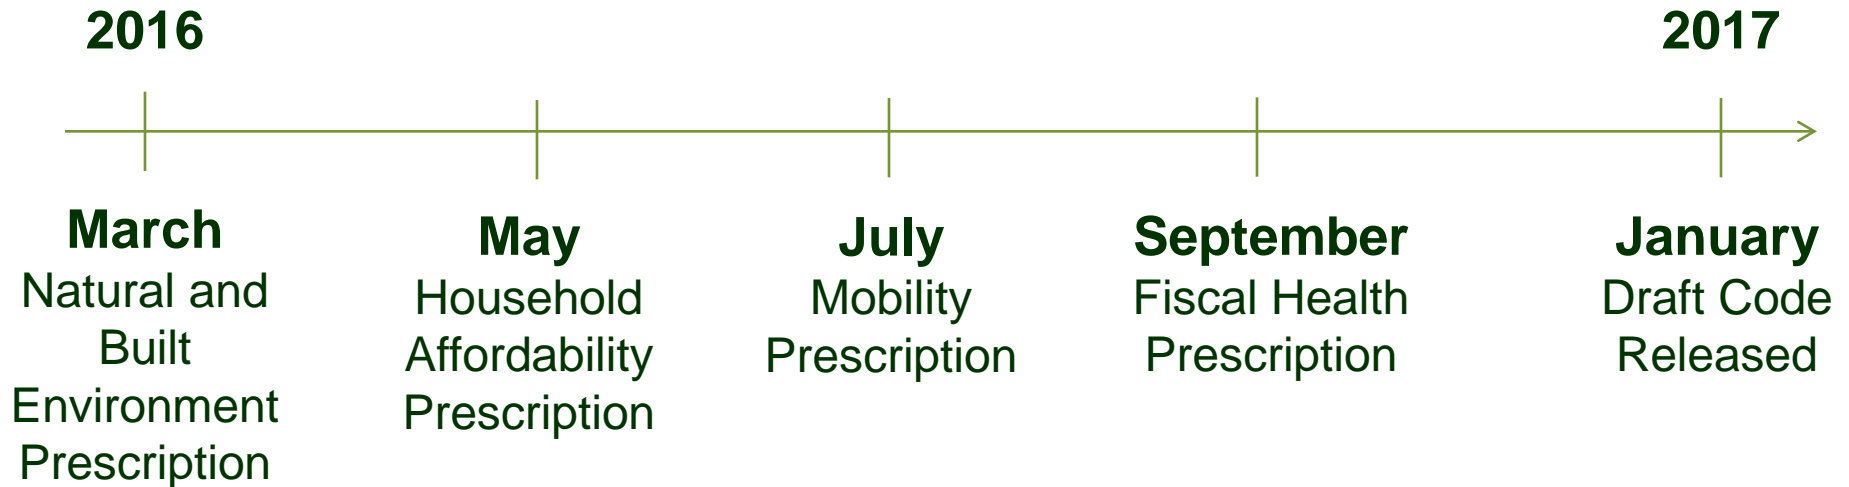 2016
2017
March
Natural and
Built
Environment
Prescription
May
Household
Affordability
Prescription
July
Mobility
Prescription
September
Fiscal Health
Prescription
January
Draft Code
Released